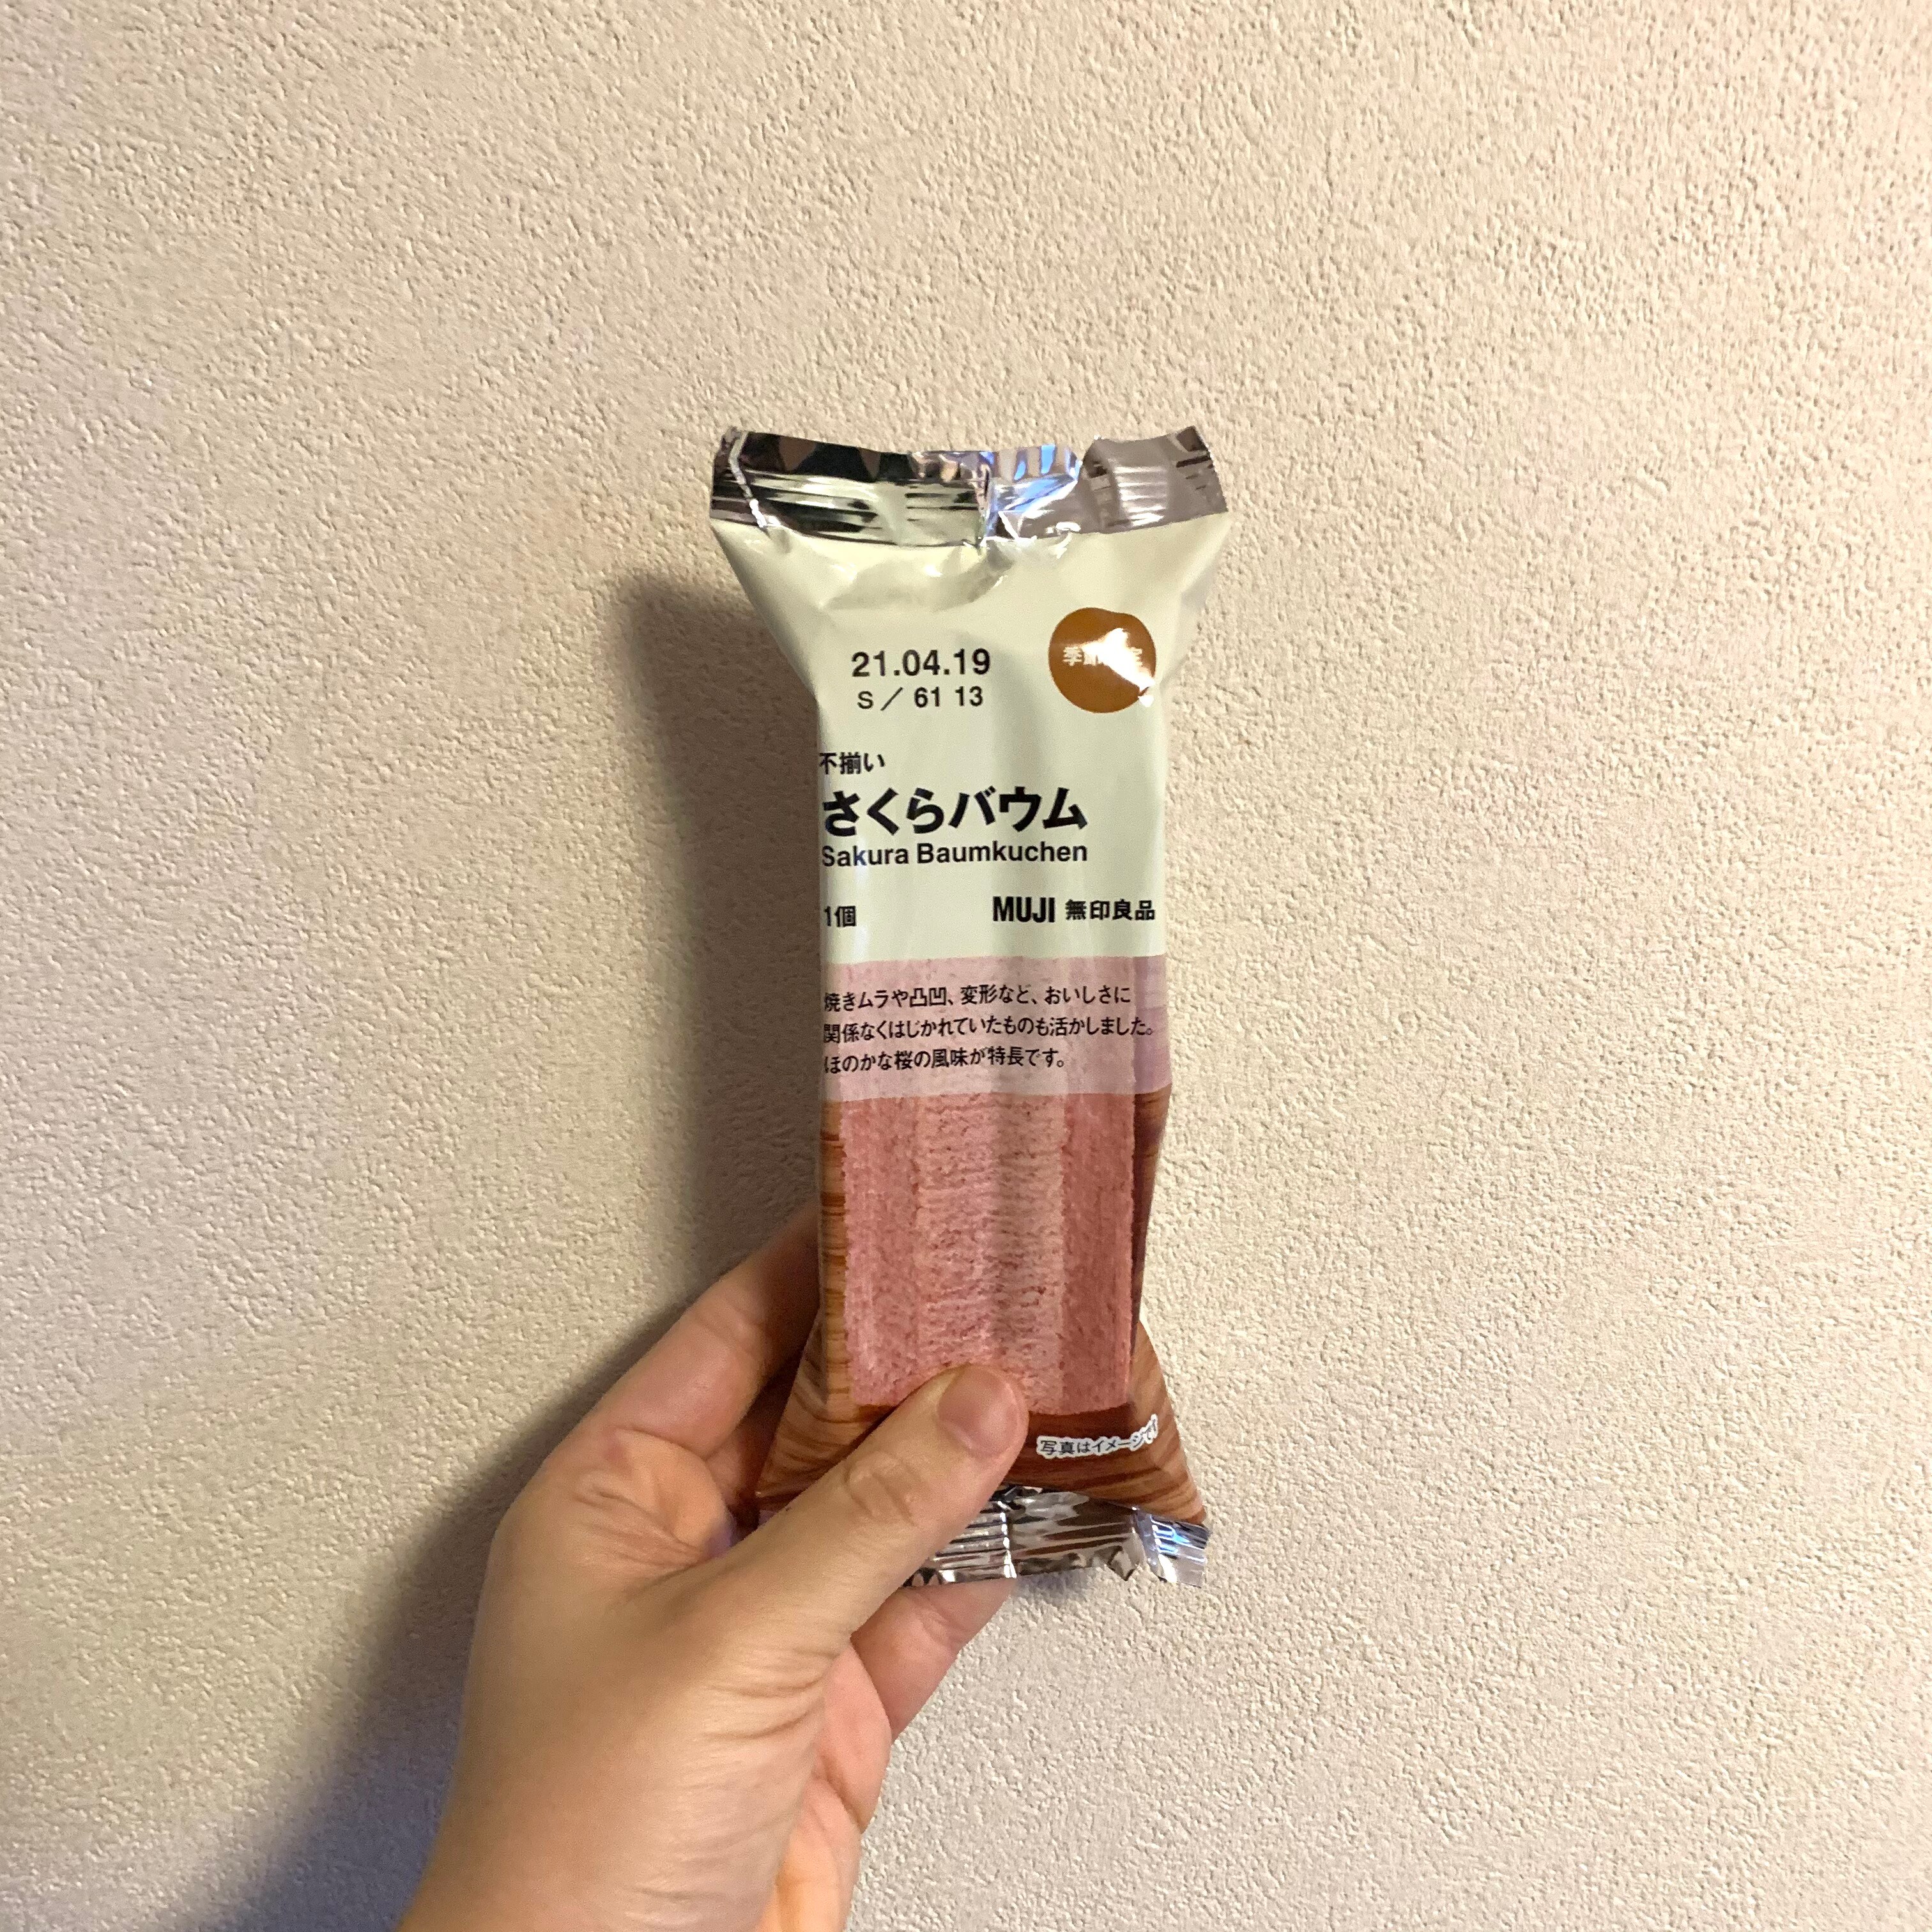 21.04.19
S／61 13
不揃い
さくらバウム
Sakura Baumkuchen
1個
MUJI 無印良品
焼きムラや凸凹、変形など、おいしさに
関係なくはじかれていたものも活かしました。
ほのかな桜の風味が特長です。
写真はイメージです